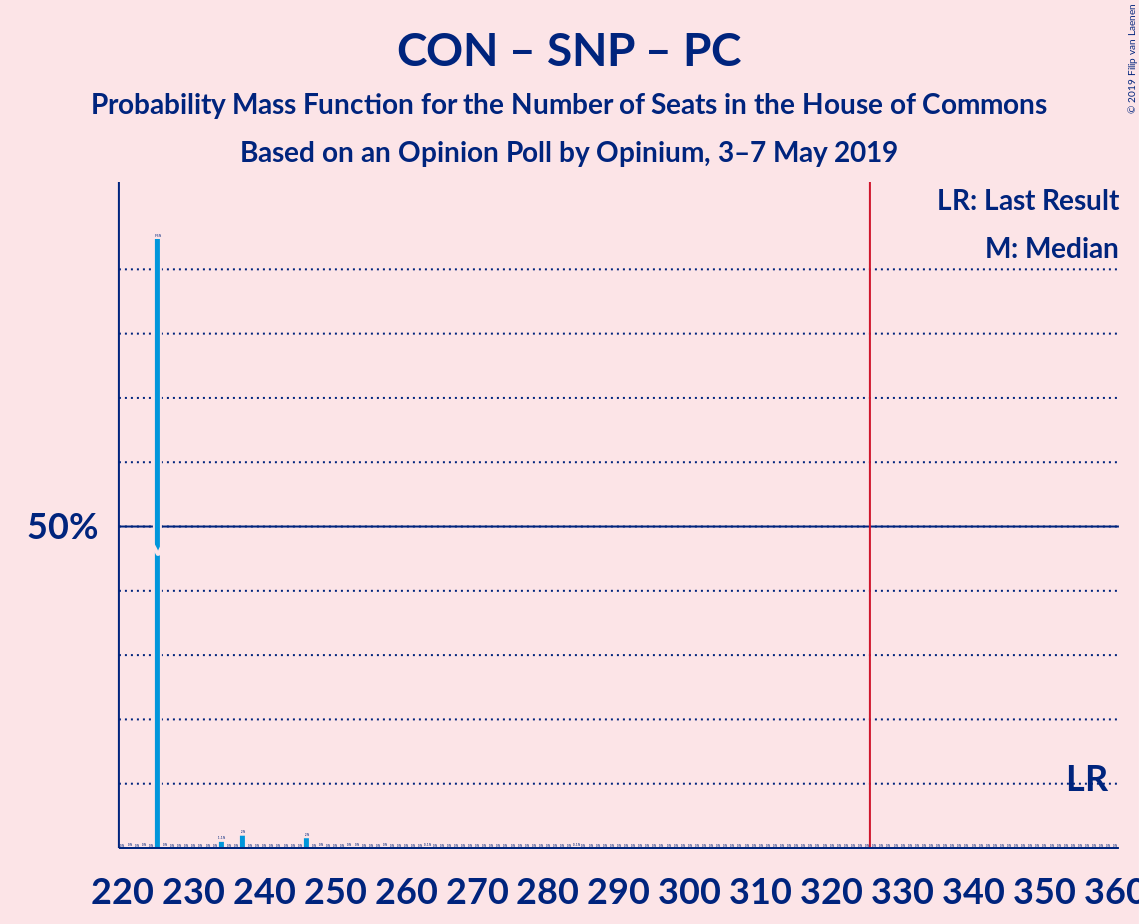 CON – SNP – PC
Probability Mass Function for the Number of Seats in the House of Commons
Based on an Opinion Poll by Opinium, 3–7 May 2019
© 2019 Filip van Laenen
LR: Last Result
M: Median
50%
LR
220 230 240 250 260 270 280 290 300 310 320 330 340 350 360